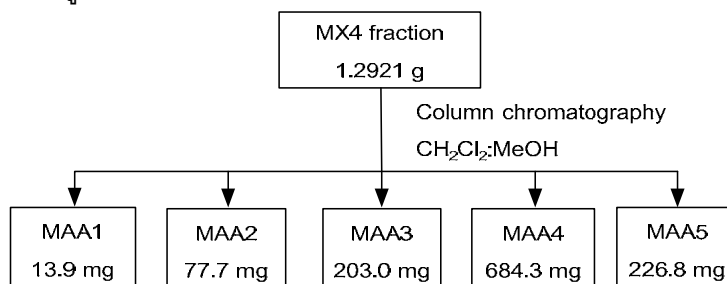 MX4 fraction
1.2921 g
Column chromatography
CH₂Cl₂:MeOH
MAA1
13.9 mg
MAA2
77.7 mg
MAA3
203.0 mg
MAA4
684.3 mg
MAA5
226.8 mg